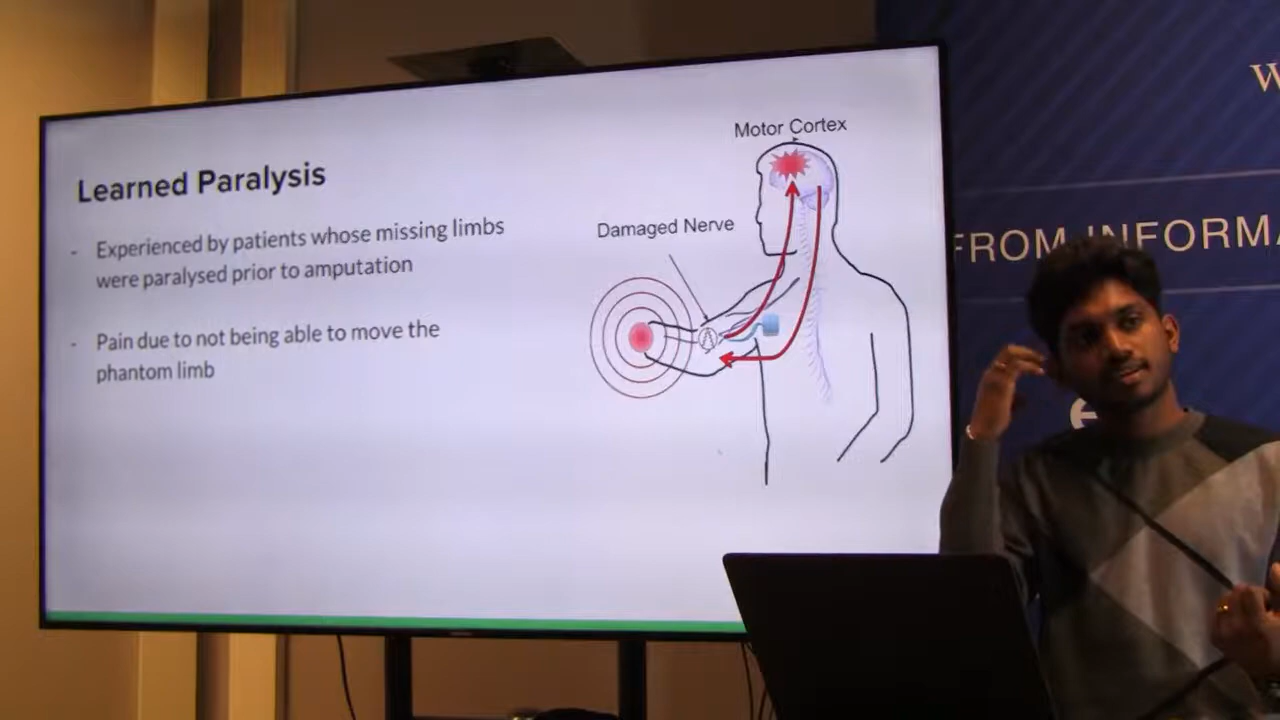 Learned Paralysis
- Experienced by patients whose missing limbs
were paralysed prior to amputation
- Pain due to not being able to move the
phantom limb
Motor Cortex
Damaged Nerve
FROM INFORMA